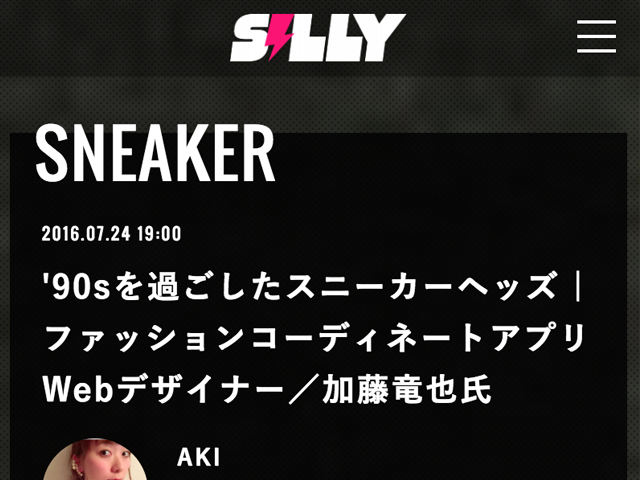 SILLY
SNEAKER
2016.07.24 19:00
'90sを過ごしたスニーカーヘッズ｜
ファッションコーディネートアプリ
Webデザイナー／加藤竜也氏
AKI